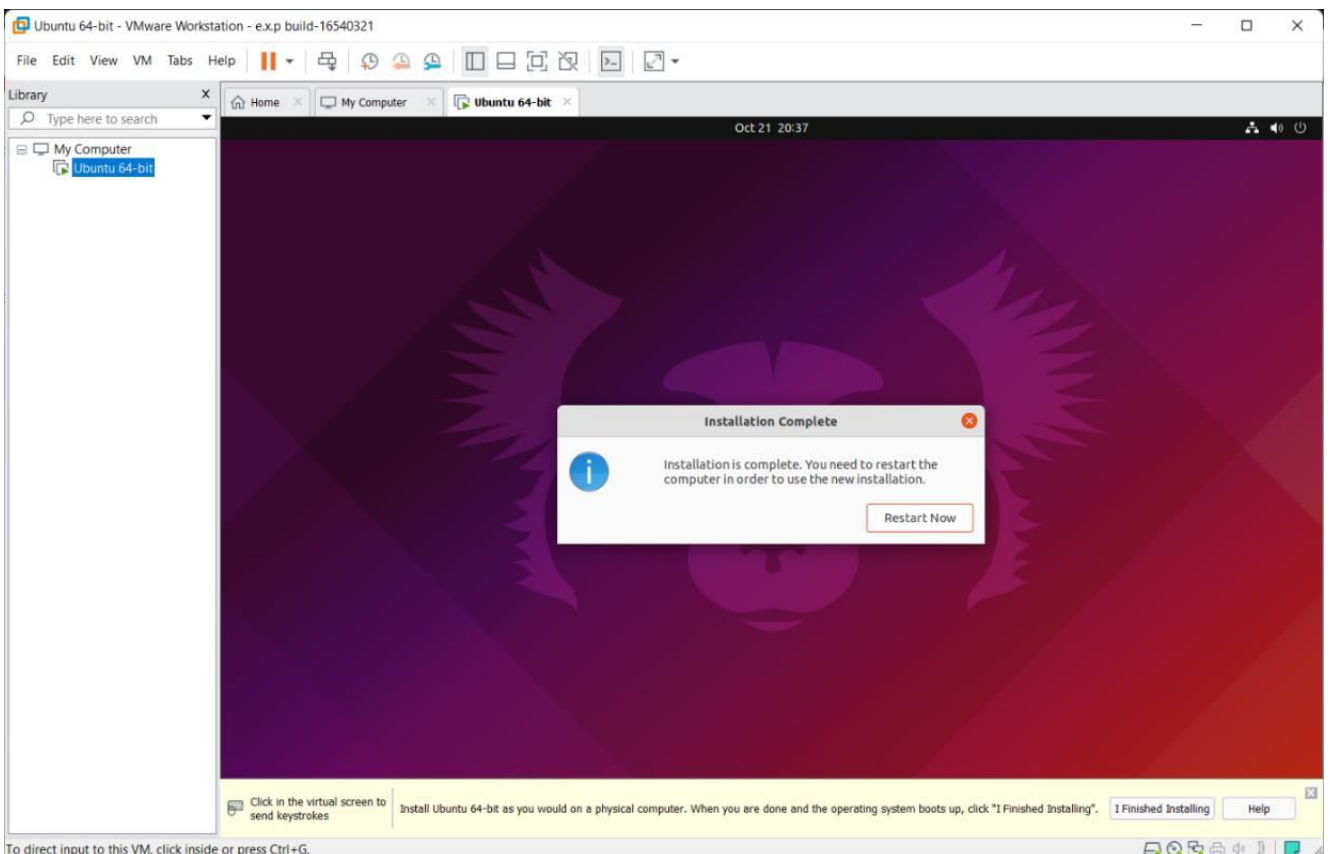 Ubuntu 64-bit - VMware Workstation - e.x.p build-16540321
File Edit View VM Tabs Help
Library X
Home
My Computer
Ubuntu 64-bit
Type here to search
My Computer
Ubuntu 64-bit
Oct 21 20:37
Installation Complete
Installation is complete. You need to restart the
computer in order to use the new installation.
Restart Now
Click in the virtual screen to
send keystrokes
Install Ubuntu 64-bit as you would on a physical computer. When you are done and the operating system boots up, click "I Finished Installing".
I Finished Installing
Help
To direct input to this VM, click inside or press Ctrl+G.